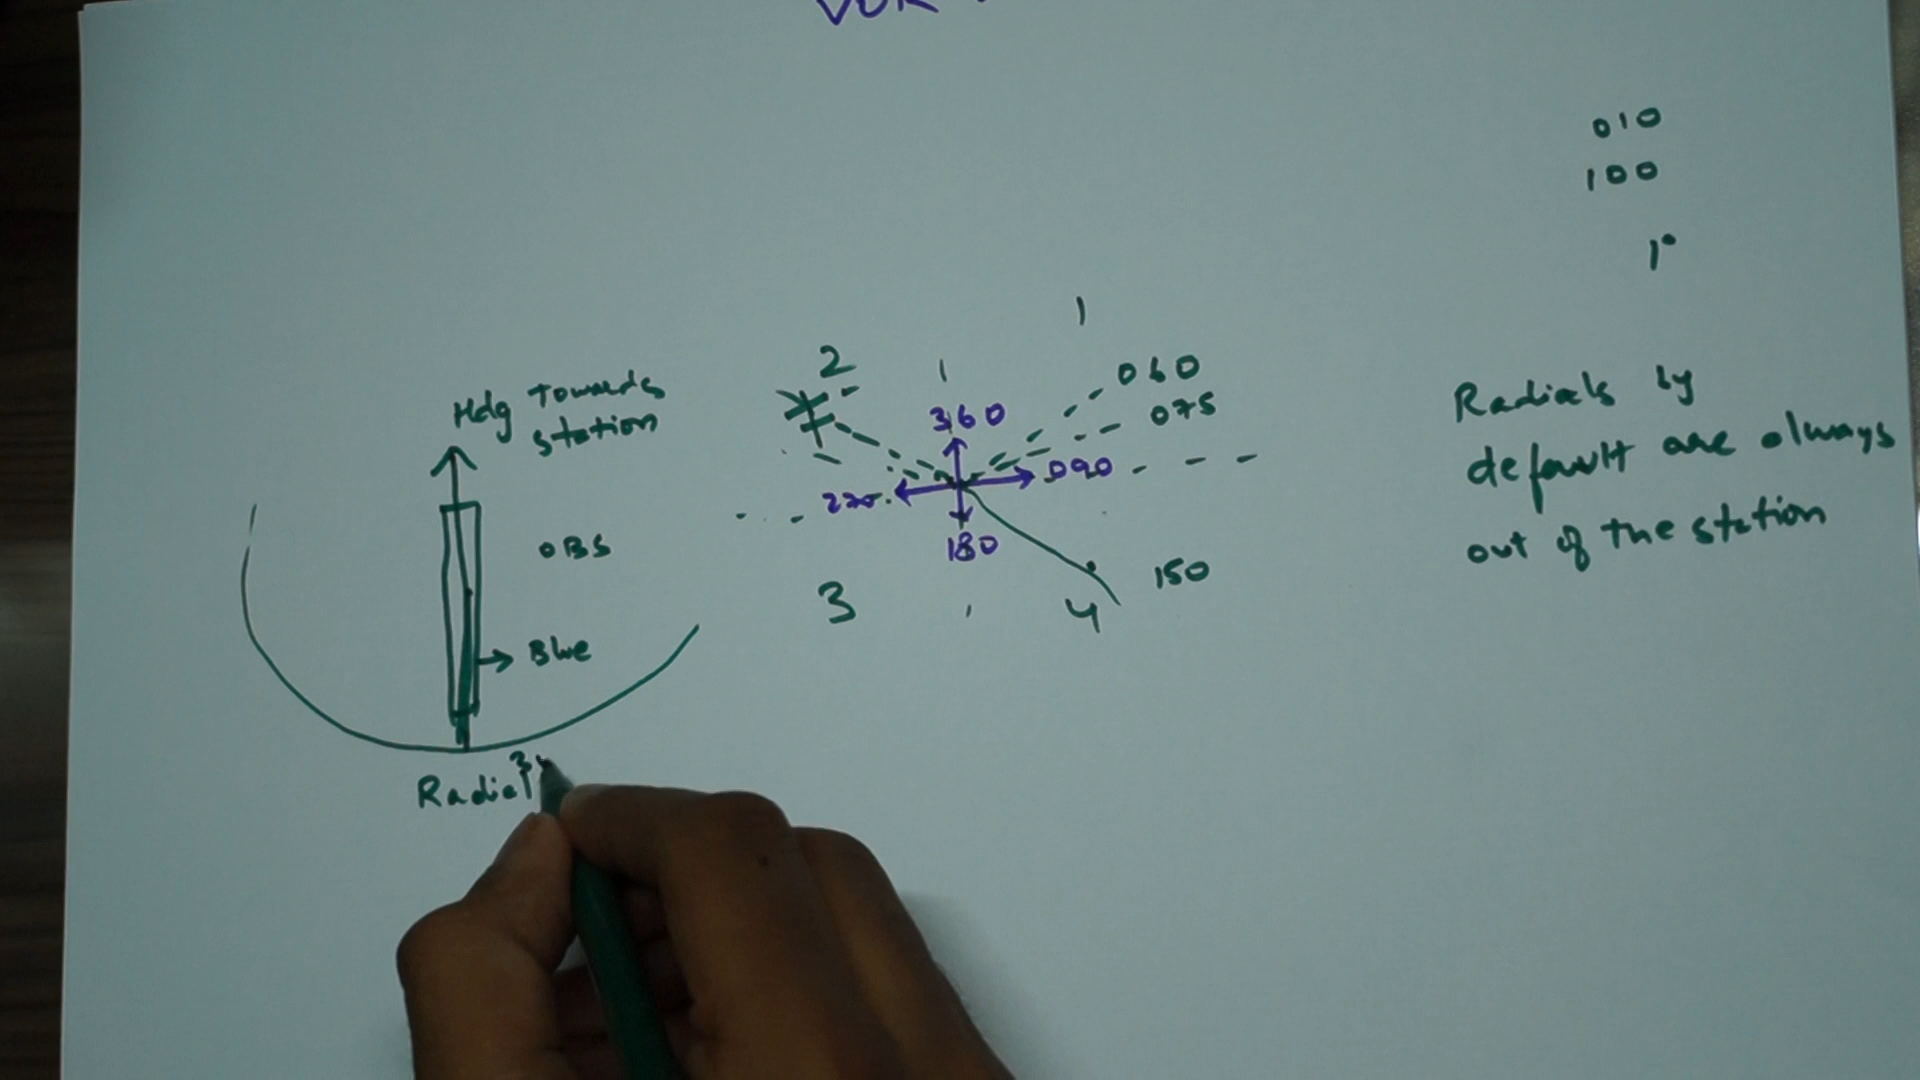 VOR
010
100
1°
1
2
060
075
360
090
180
150
3
4
Hdg Towards
station
OBS
Blue
Radial
Radials by
default are always
out of the station